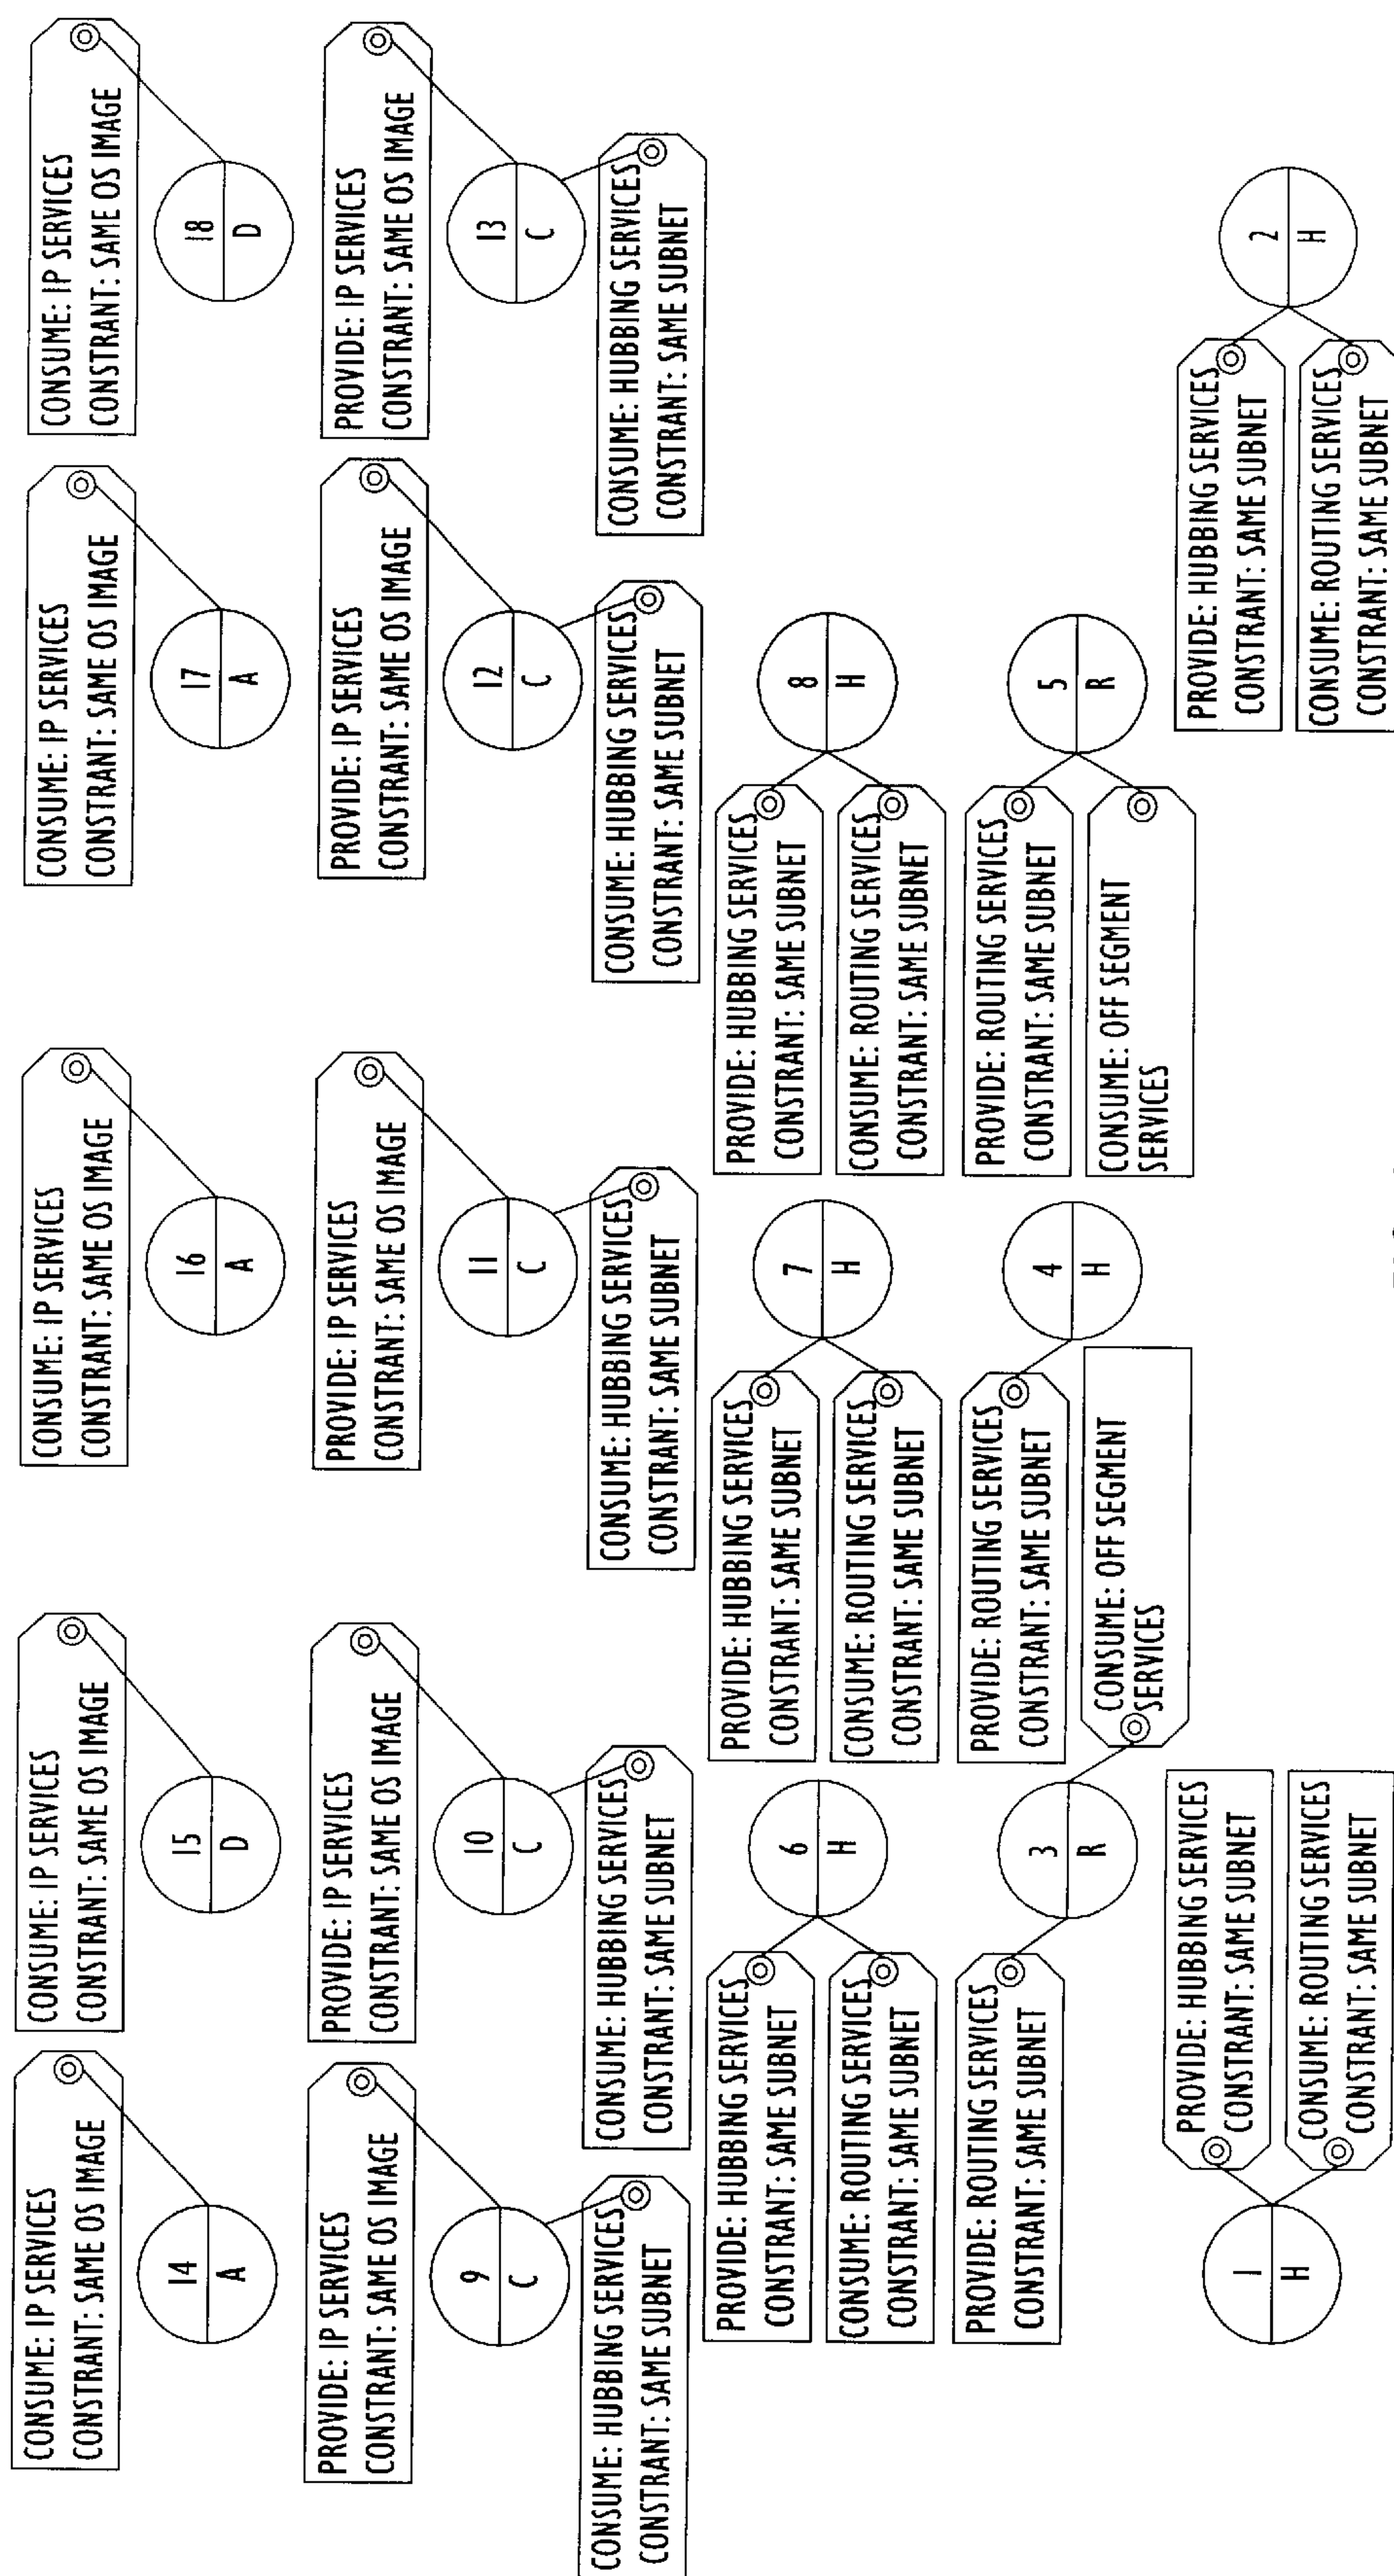 CONSUME: IP SERVICES
CONSTRANT: SAME OS IMAGE
14
A
CONSUME: IP SERVICES
CONSTRANT: SAME OS IMAGE
15
D
CONSUME: IP SERVICES
CONSTRANT: SAME OS IMAGE
16
A
CONSUME: IP SERVICES
CONSTRANT: SAME OS IMAGE
17
A
CONSUME: IP SERVICES
CONSTRANT: SAME OS IMAGE
18
D
PROVIDE: IP SERVICES
CONSTRANT: SAME OS IMAGE
9
C
CONSUME: HUBBING SERVICES
CONSTRANT: SAME SUBNET
PROVIDE: IP SERVICES
CONSTRANT: SAME OS IMAGE
10
C
CONSUME: HUBBING SERVICES
CONSTRANT: SAME SUBNET
PROVIDE: IP SERVICES
CONSTRANT: SAME OS IMAGE
11
C
CONSUME: HUBBING SERVICES
CONSTRANT: SAME SUBNET
PROVIDE: IP SERVICES
CONSTRANT: SAME OS IMAGE
12
C
CONSUME: HUBBING SERVICES
CONSTRANT: SAME SUBNET
PROVIDE: IP SERVICES
CONSTRANT: SAME OS IMAGE
13
C
CONSUME: HUBBING SERVICES
CONSTRANT: SAME SUBNET
PROVIDE: HUBBING SERVICES
CONSTRANT: SAME SUBNET
CONSUME: ROUTING SERVICES
CONSTRANT: SAME SUBNET
6
H
PROVIDE: HUBBING SERVICES
CONSTRANT: SAME SUBNET
CONSUME: ROUTING SERVICES
CONSTRANT: SAME SUBNET
7
H
PROVIDE: HUBBING SERVICES
CONSTRANT: SAME SUBNET
CONSUME: ROUTING SERVICES
CONSTRANT: SAME SUBNET
8
H
PROVIDE: ROUTING SERVICES
CONSTRANT: SAME SUBNET
3
R
CONSUME: OFF SEGMENT
SERVICES
PROVIDE: ROUTING SERVICES
CONSTRANT: SAME SUBNET
4
H
PROVIDE: ROUTING SERVICES
CONSTRANT: SAME SUBNET
CONSUME: OFF SEGMENT
SERVICES
5
R
1
H
PROVIDE: HUBBING SERVICES
CONSTRANT: SAME SUBNET
CONSUME: ROUTING SERVICES
CONSTRANT: SAME SUBNET
PROVIDE: HUBBING SERVICES
CONSTRANT: SAME SUBNET
CONSUME: ROUTING SERVICES
CONSTRANT: SAME SUBNET
2
H